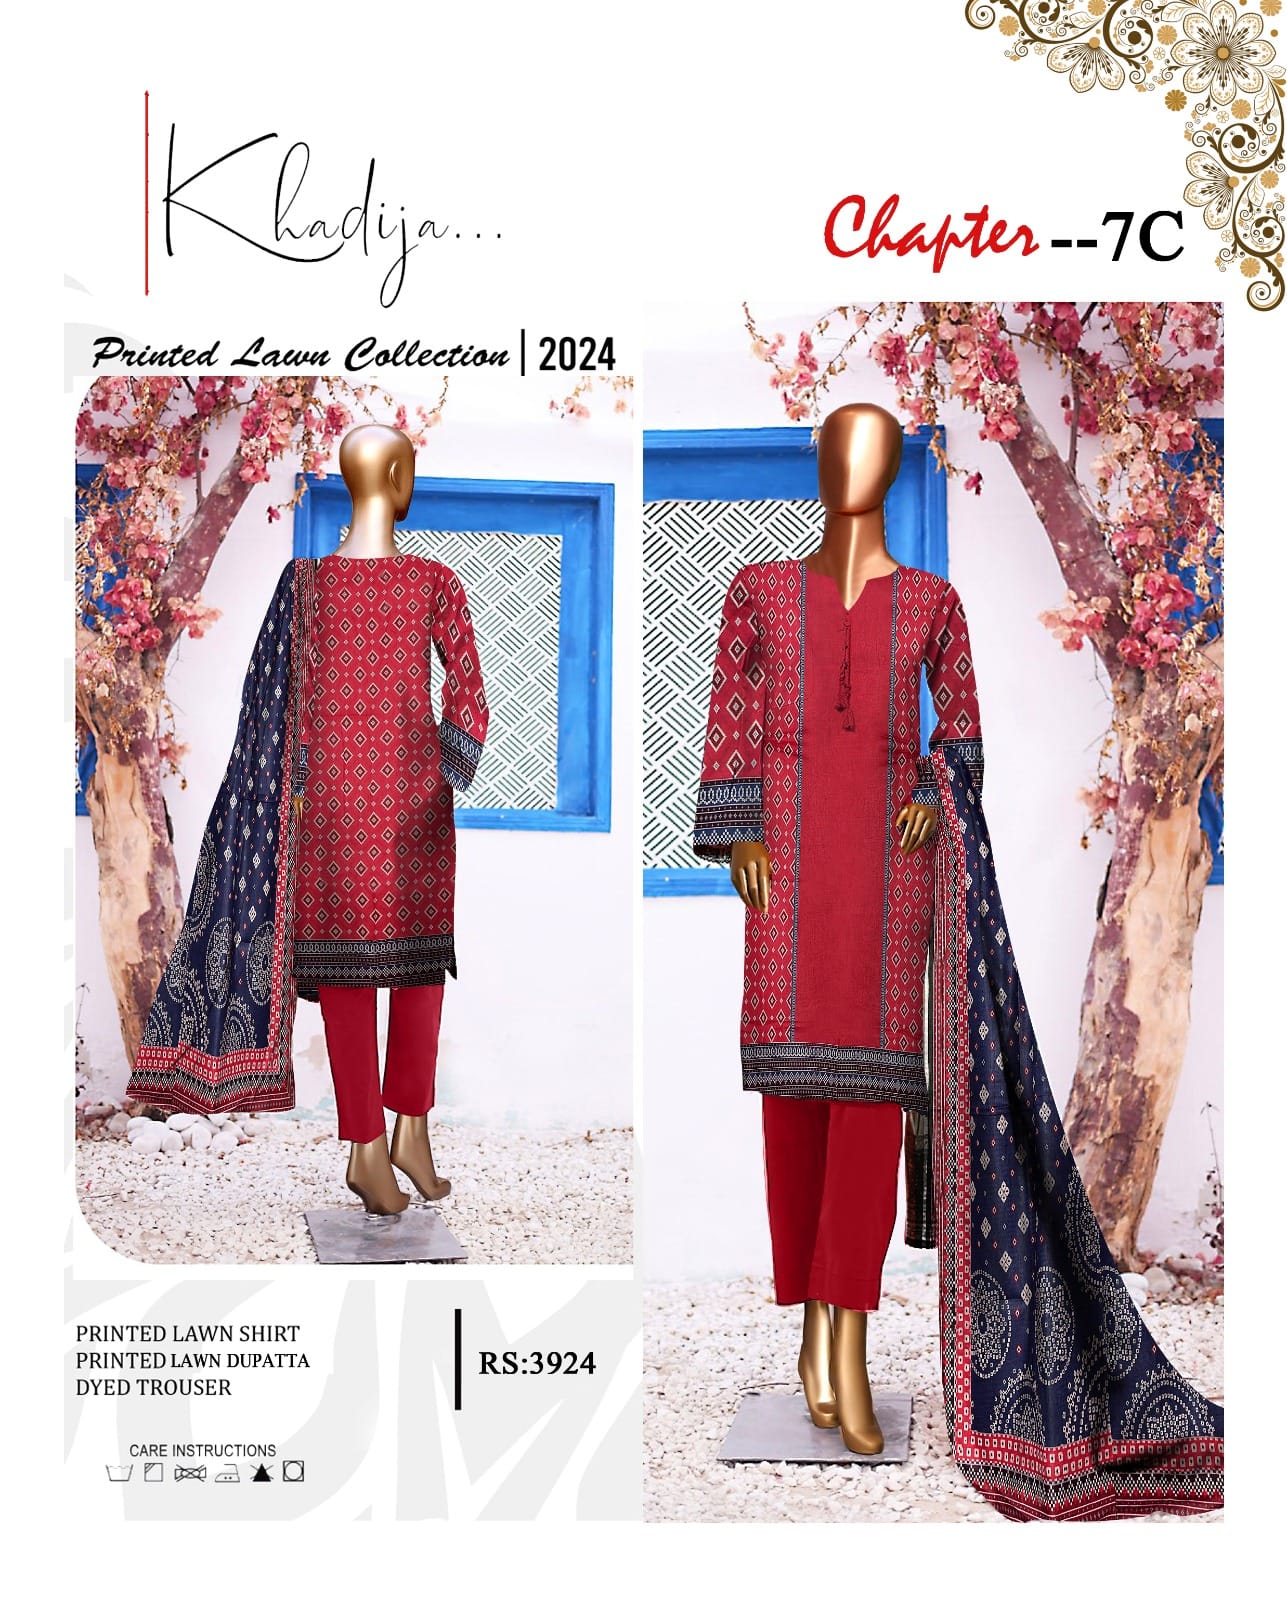 Khadija...
Chapter --7C
Printed Lawn Collection | 2024
PRINTED LAWN SHIRT
PRINTED LAWN DUPATTA
DYED TROUSER
RS:3924
CARE INSTRUCTIONS